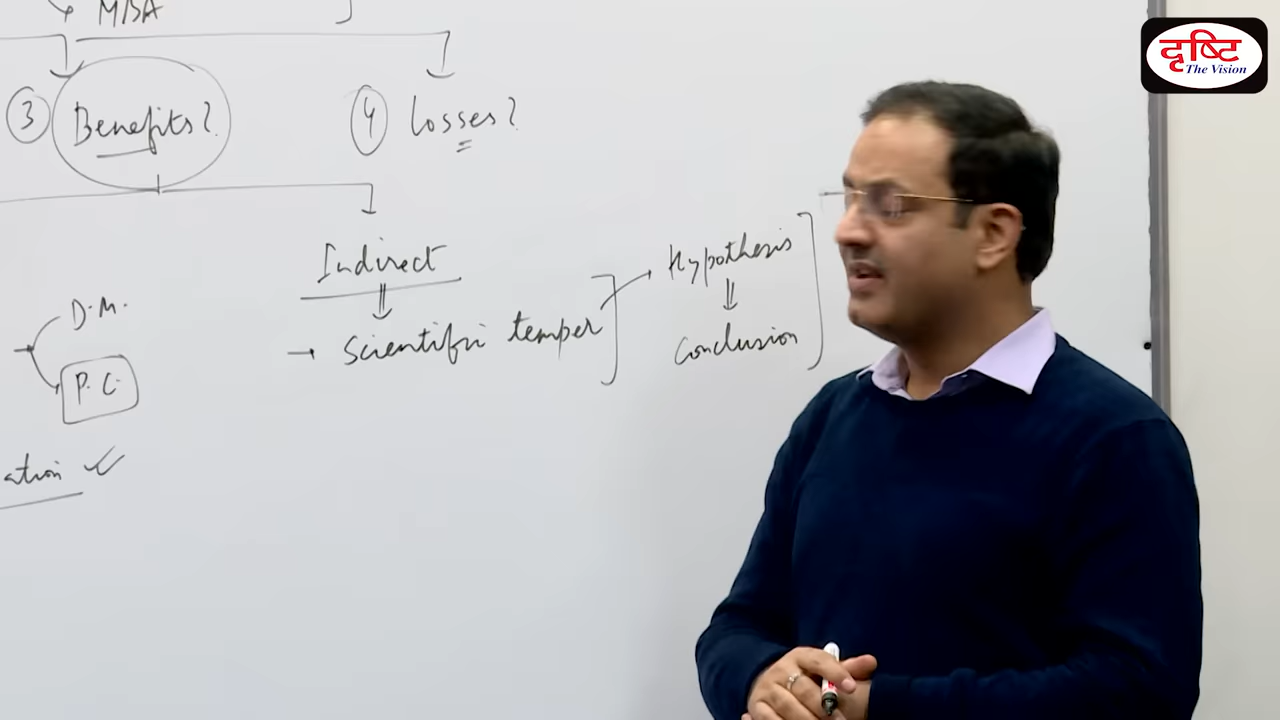 MBA
दृष्टि
The Vision
3 Benefits?
4 Losses?
Indirect
Hypothesis
D.M.
Scientific temper
Conclusion
P.C.
ation